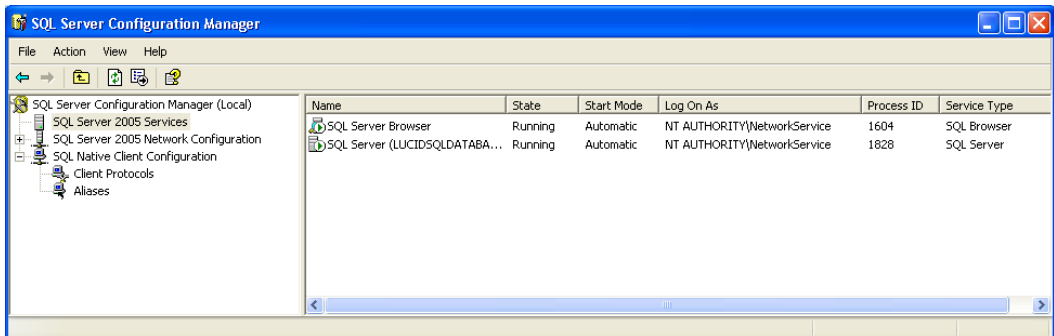 SQL Server Configuration Manager
File Action View Help
SQL Server Configuration Manager (Local)
SQL Server 2005 Services
SQL Server 2005 Network Configuration
SQL Native Client Configuration
Client Protocols
Aliases
Name State Start Mode Log On As Process ID Service Type
SQL Server Browser Running Automatic NT AUTHORITY\NetworkService 1604 SQL Browser
SQL Server (LUCIDSQLDATABA... Running Automatic NT AUTHORITY\NetworkService 1828 SQL Server